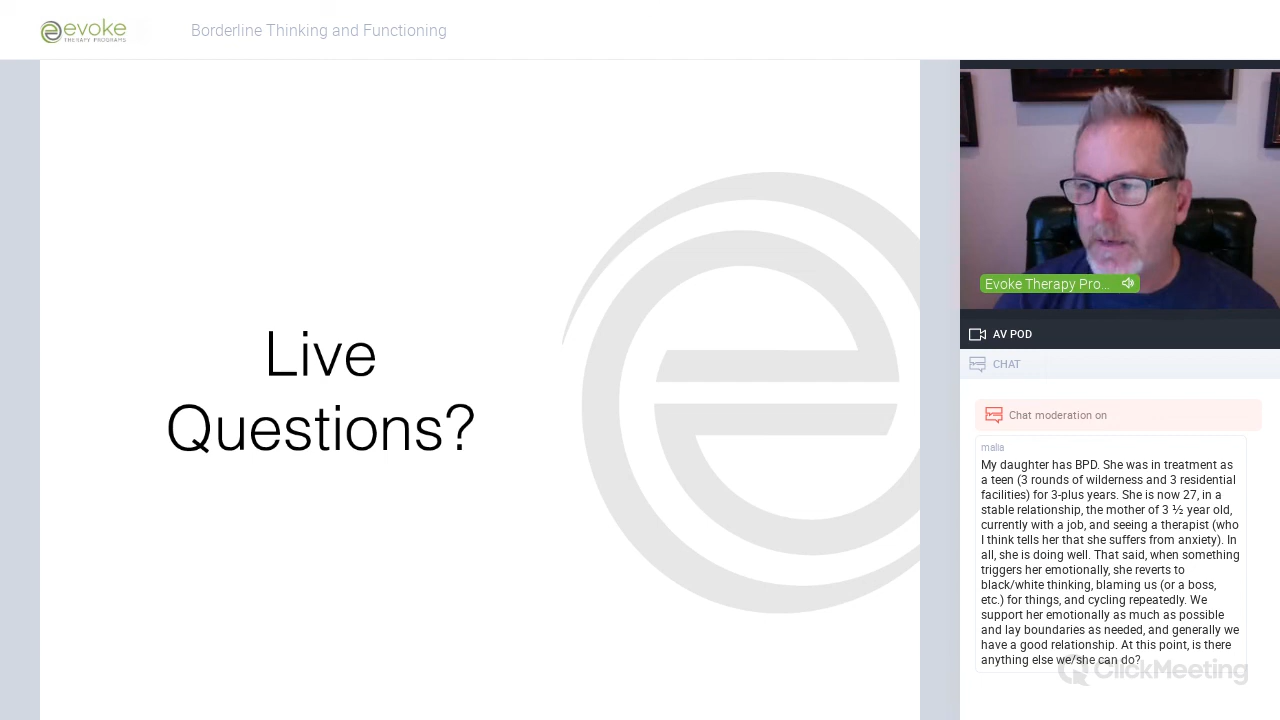 evoke
THERAPY PROGRAMS
Borderline Thinking and Functioning
Live
Questions?
Evoke Therapy Pro...
AV POD
CHAT
Chat moderation on
malia
My daughter has BPD. She was in treatment as
a teen (3 rounds of wilderness and 3 residential
facilities) for 3-plus years. She is now 27, in a
stable relationship, the mother of 3 ½ year old,
currently with a job, and seeing a therapist (who
I think tells her that she suffers from anxiety). In
all, she is doing well. That said, when something
triggers her emotionally, she reverts to
black/white thinking, blaming us (or a boss,
etc.) for things, and cycling repeatedly. We
support her emotionally as much as possible
and lay boundaries as needed, and generally we
have a good relationship. At this point, is there
anything else we/she can do?
ClickMeeting